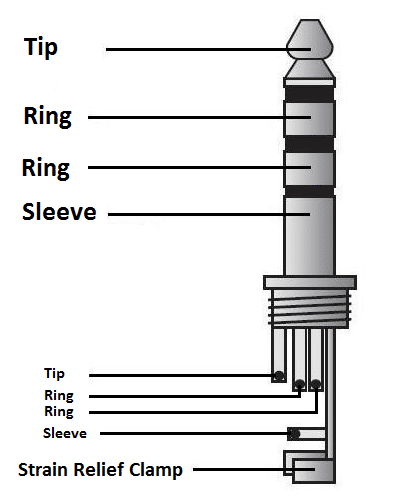 Tip
Ring
Ring
Sleeve
Tip
Ring
Ring
Sleeve
Strain Relief Clamp